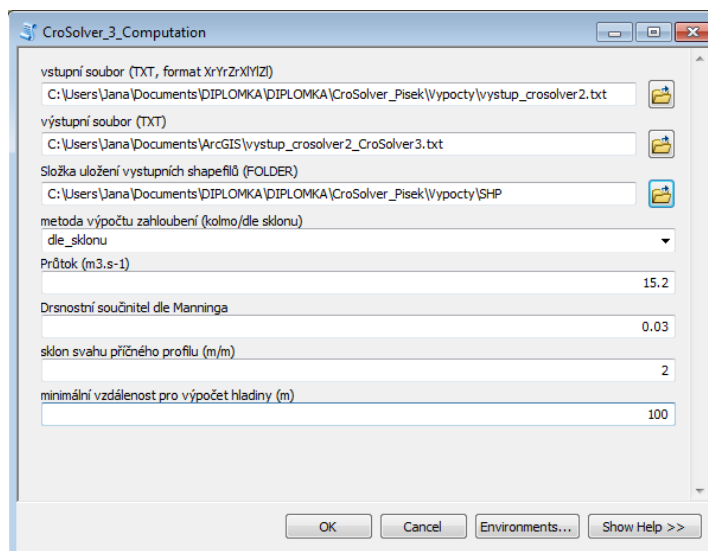 CroSolver_3_Computation
vstupní soubor (TXT, formát XrYrZrXlYlZl)
C:\Users\Jana\Documents\DIPLOMKA\DIPLOMKA\CroSolver_Pisek\Vypocty\vystup_crosolver2.txt
výstupní soubor (TXT)
C:\Users\Jana\Documents\ArcGIS\vystup_crosolver2_CroSolver3.txt
Složka uložení vystupních shapefilů (FOLDER)
C:\Users\Jana\Documents\DIPLOMKA\DIPLOMKA\CroSolver_Pisek\Vypocty\SHP
metoda výpočtu zahloubení (kolmo/dle sklonu)
dle_sklonu
Průtok (m3.s-1)
15.2
Drsnostní součinitel dle Manninga
0.03
sklon svahu příčného profilu (m/m)
2
minimální vzdálenost pro výpočet hladiny (m)
100
OK Cancel Environments... Show Help >>